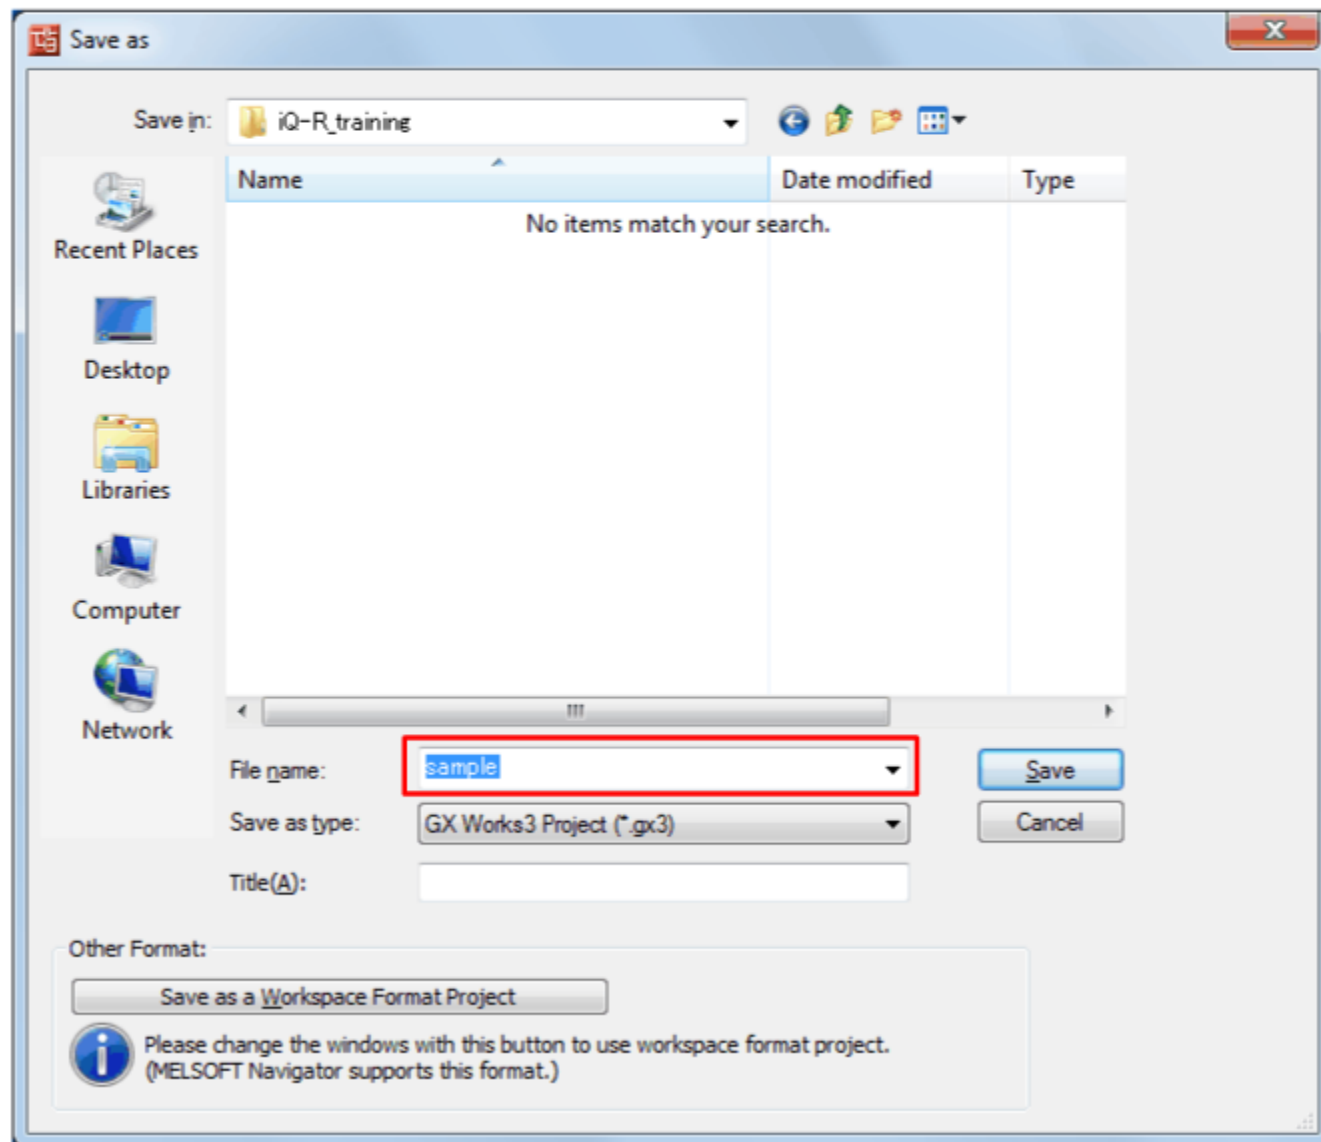 Save as
Save in:
iQ-R_training
Name
Date modified
Type
No items match your search.
Recent Places
Desktop
Libraries
Computer
Network
File name:
sample
Save
Save as type:
GX Works3 Project (*.gx3)
Cancel
Title(A):
Other Format:
Save as a Workspace Format Project
Please change the windows with this button to use workspace format project.
(MELSOFT Navigator supports this format.)